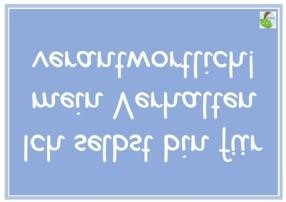 Ich selbst bin für
mein Verhalten
verantwortlich!